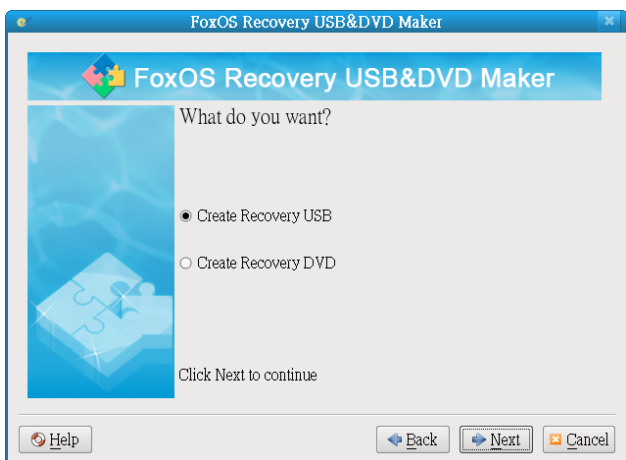 FoxOS Recovery USB&DVD Maker
FoxOS Recovery USB&DVD Maker
What do you want?
Create Recovery USB
Create Recovery DVD
Click Next to continue
Help
Back
Next
Cancel